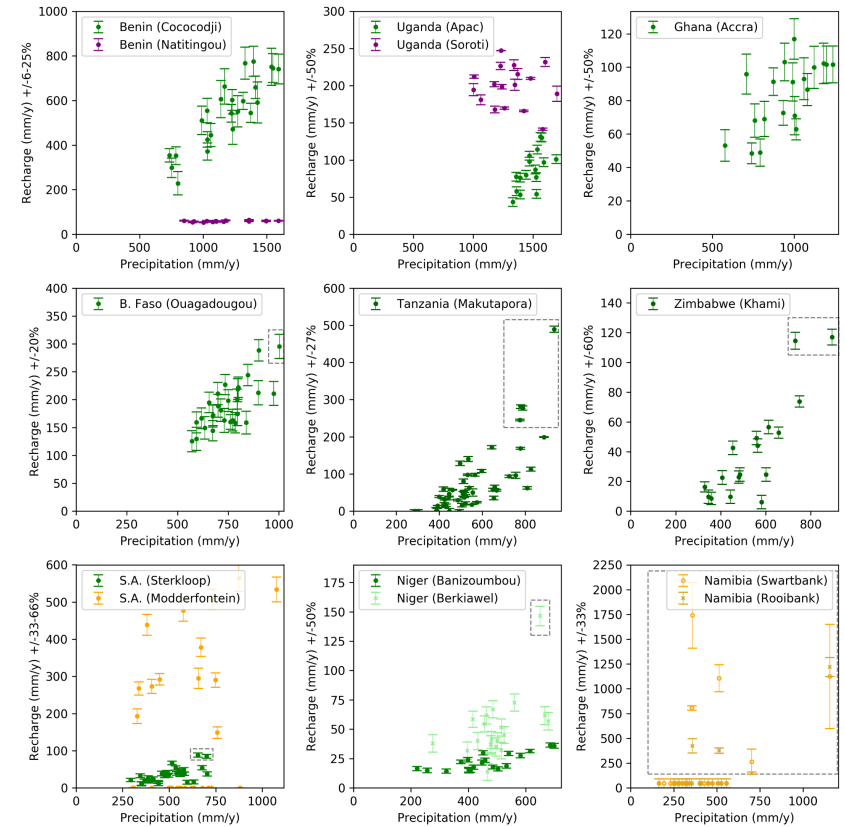 Benin (Cococodji)
Benin (Natitingou)
Recharge (mm/y) +/-6-25%
1000
800
600
400
200
0
0 500 1000 1500
Precipitation (mm/y)
Uganda (Apac)
Uganda (Soroti)
Recharge (mm/y) +/-50%
300
250
200
150
100
50
0
0 500 1000 1500
Precipitation (mm/y)
Ghana (Accra)
Recharge (mm/y) +/-50%
120
100
80
60
40
20
0
0 500 1000
Precipitation (mm/y)
B. Faso (Ouagadougou)
Recharge (mm/y) +/-20%
400
350
300
250
200
150
100
50
0
0 250 500 750 1000
Precipitation (mm/y)
Tanzania (Makutapora)
Recharge (mm/y) +/-27%
600
500
400
300
200
100
0
0 200 400 600 800
Precipitation (mm/y)
Zimbabwe (Khami)
Recharge (mm/y) +/-60%
140
120
100
80
60
40
20
0
0 200 400 600 800
Precipitation (mm/y)
S.A. (Sterkloop)
S.A. (Modderfontein)
Recharge (mm/y) +/-33-66%
600
500
400
300
200
100
0
0 250 500 750 1000
Precipitation (mm/y)
Niger (Banizoumbou)
Niger (Berkiawel)
Recharge (mm/y) +/-50%
175
150
125
100
75
50
25
0
0 200 400 600 800
Precipitation (mm/y)
Namibia (Swartbank)
Namibia (Rooibank)
Recharge (mm/y) +/-33%
2250
2000
1750
1500
1250
1000
750
500
250
0
0 250 500 750 1000
Precipitation (mm/y)